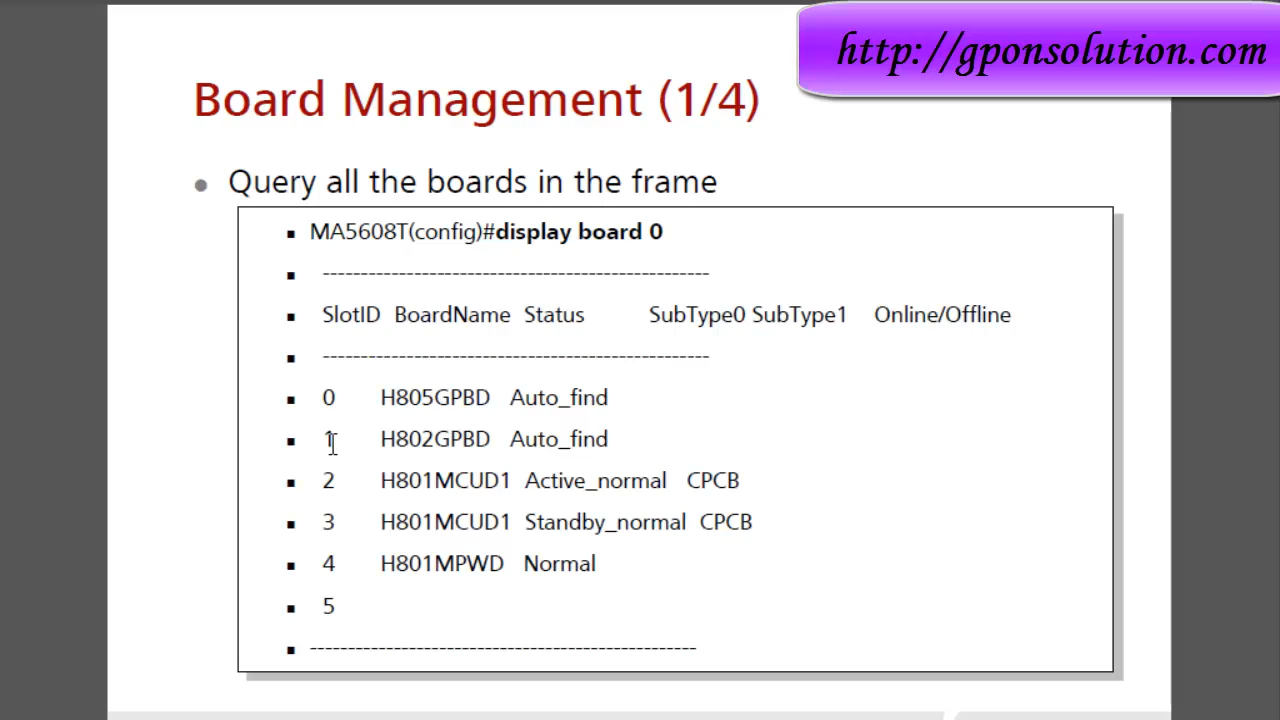 http://gponsolution.com
Board Management (1/4)
● Query all the boards in the frame
▪ MA5608T(config)#display board 0
▪ --------------------------------------------------
▪ SlotID BoardName Status SubType0 SubType1 Online/Offline
▪ --------------------------------------------------
▪ 0 H805GPBD Auto_find
▪ 1 H802GPBD Auto_find
▪ 2 H801MCUD1 Active_normal CPCB
▪ 3 H801MCUD1 Standby_normal CPCB
▪ 4 H801MPWD Normal
▪ 5
▪ --------------------------------------------------